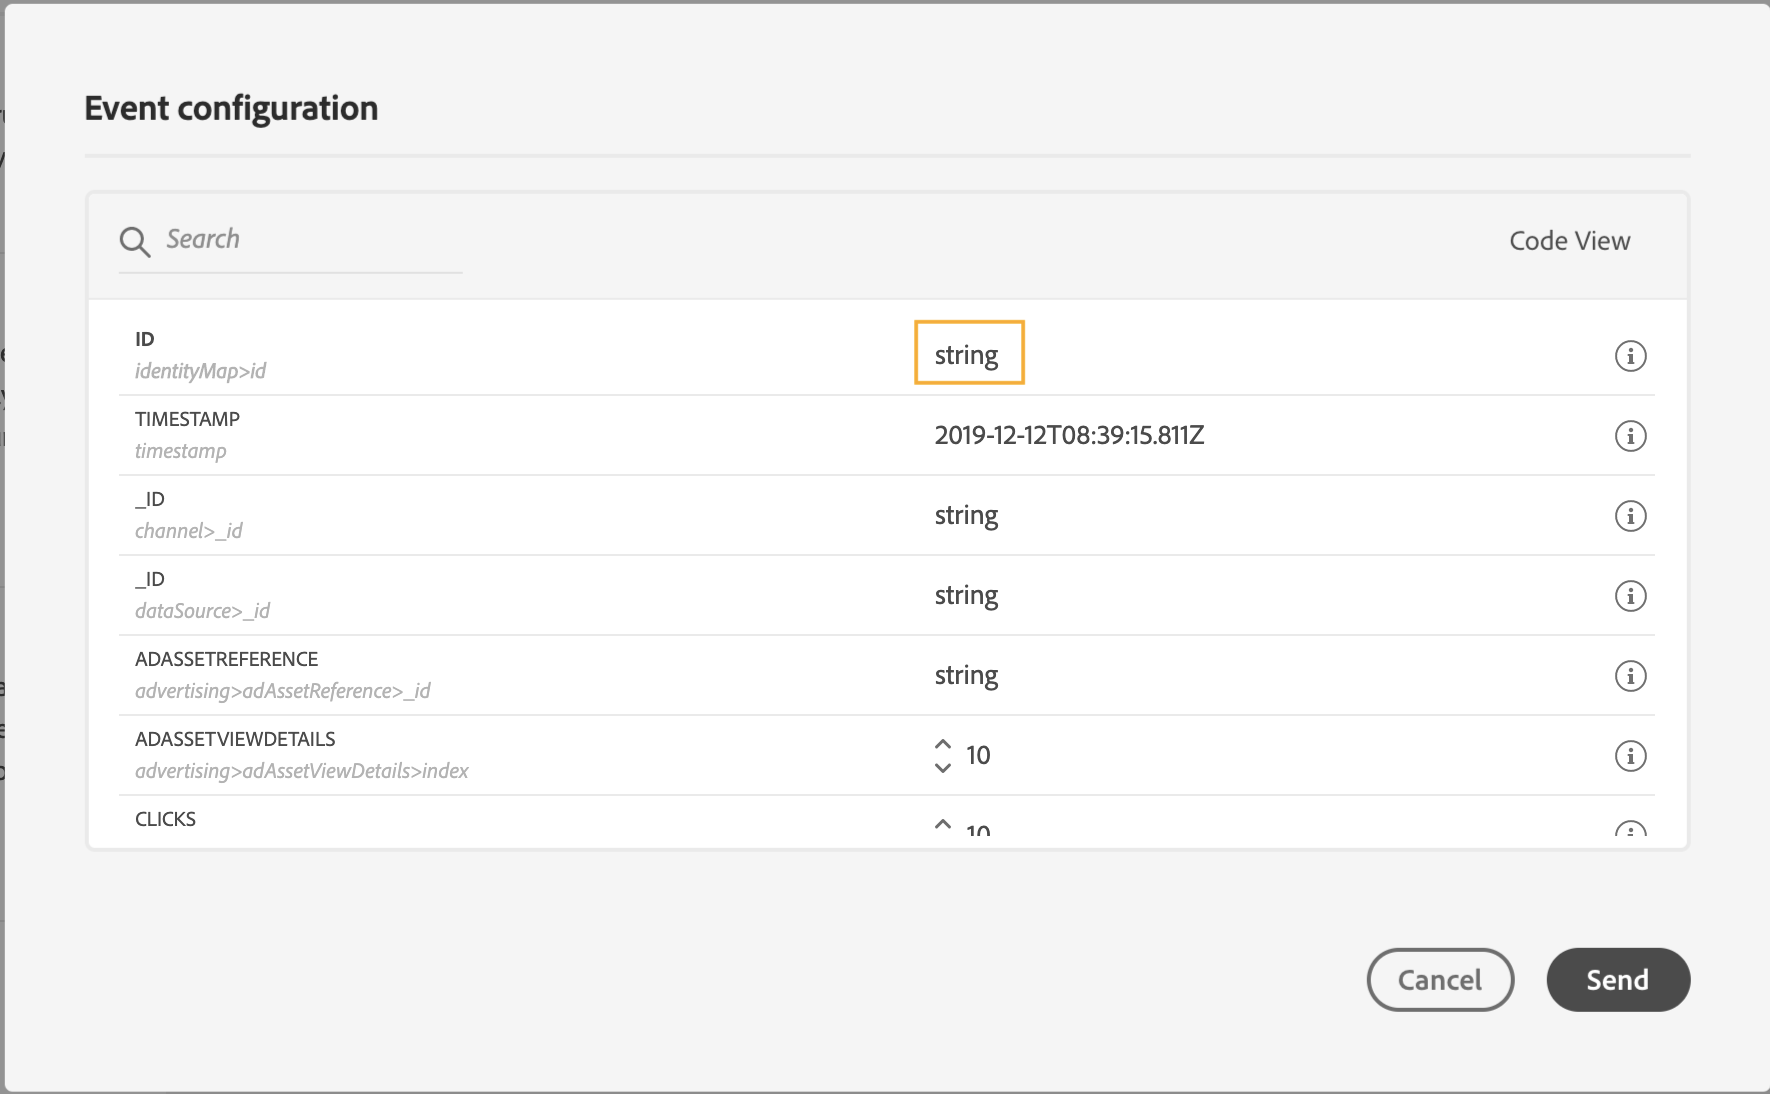 Event configuration
Search
Code View
ID
string
identityMap>id
TIMESTAMP
2019-12-12T08:39:15.811Z
timestamp
_ID
string
channel>_id
_ID
string
dataSource>_id
ADASSETREFERENCE
string
advertising>adAssetReference>_id
ADASSETVIEWDETAILS
10
advertising>adAssetViewDetails>index
CLICKS
10
Cancel
Send